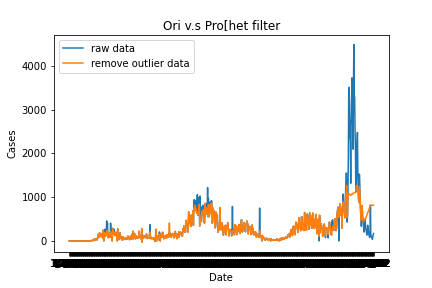 Ori v.s Pro[het filter
raw data
remove outlier data
4000
3000
2000
1000
0
Cases
Date